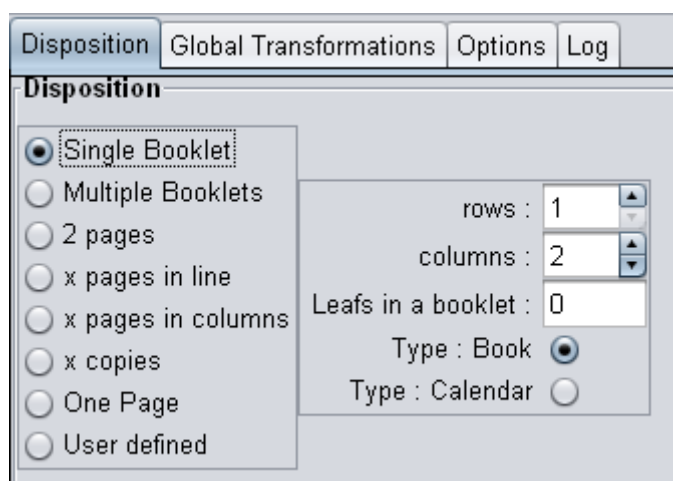 Disposition Global Transformations Options Log
Disposition
Single Booklet
Multiple Booklets
2 pages
x pages in line
x pages in columns
x copies
One Page
User defined
rows : 1
columns : 2
Leafs in a booklet : 0
Type : Book
Type : Calendar